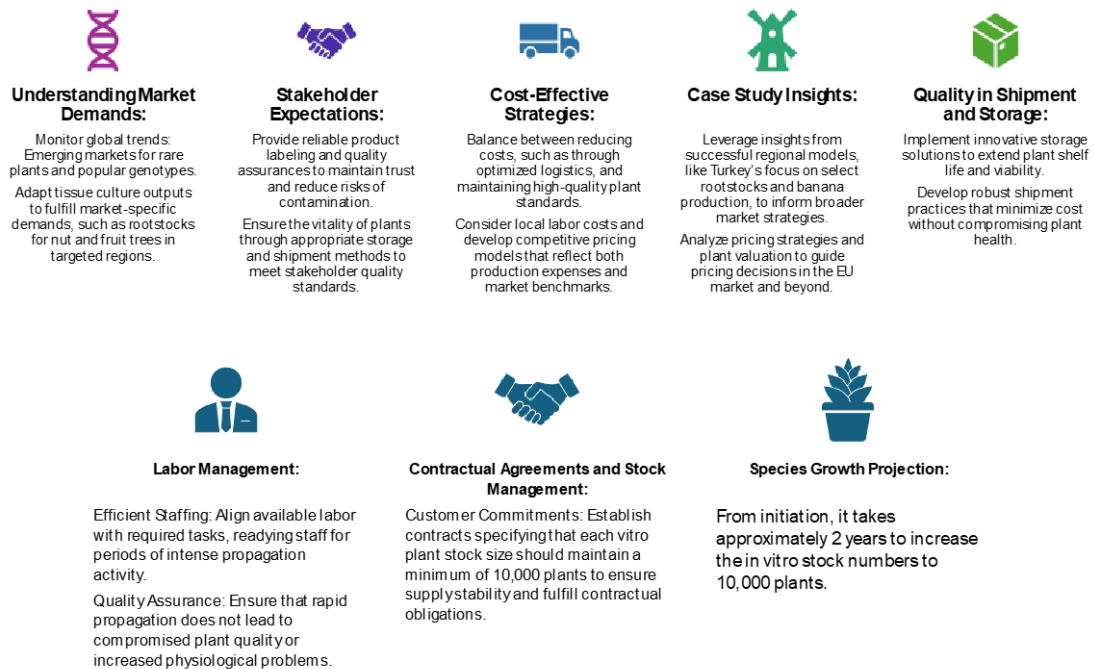 Understanding Market
Demands:
Monitor global trends:
Emerging markets for rare
plants and popular genotypes.
Adapt tissue culture outputs
to fulfill market-specific
demands, such as rootstocks
for nut and fruit trees in
targeted regions.
Stakeholder
Expectations:
Provide reliable product
labeling and quality
assurances to maintain trust
and reduce risks of
contamination.
Ensure the vitality of plants
through appropriate storage
and shipment methods to
meet stakeholder quality
standards.
Cost-Effective
Strategies:
Balance between reducing
costs, such as through
optimized logistics, and
maintaining high-quality plant
standards.
Consider local labor costs and
develop competitive pricing
models that reflect both
production expenses and
market benchmarks.
Case Study Insights:
Leverage insights from
successful regional models,
like Turkey's focus on select
rootstocks and banana
production, to inform broader
market strategies.
Analyze pricing strategies and
plant valuation to guide
pricing decisions in the EU
market and beyond.
Quality in Shipment
and Storage:
Implement innovative storage
solutions to extend plant shelf
life and viability.
Develop robust shipment
practices that minimize cost
without compromising plant
health.
Labor Management:
Efficient Staffing: Align available labor
with required tasks, readying staff for
periods of intense propagation
activity.
Quality Assurance: Ensure that rapid
propagation does not lead to
compromised plant quality or
increased physiological problems.
Contractual Agreements and Stock
Management:
Customer Commitments: Establish
contracts specifying that each vitro
plant stock size should maintain a
minimum of 10,000 plants to ensure
supply stability and fulfill contractual
obligations.
Species Growth Projection:
From initiation, it takes
approximately 2 years to increase
the in vitro stock numbers to
10,000 plants.